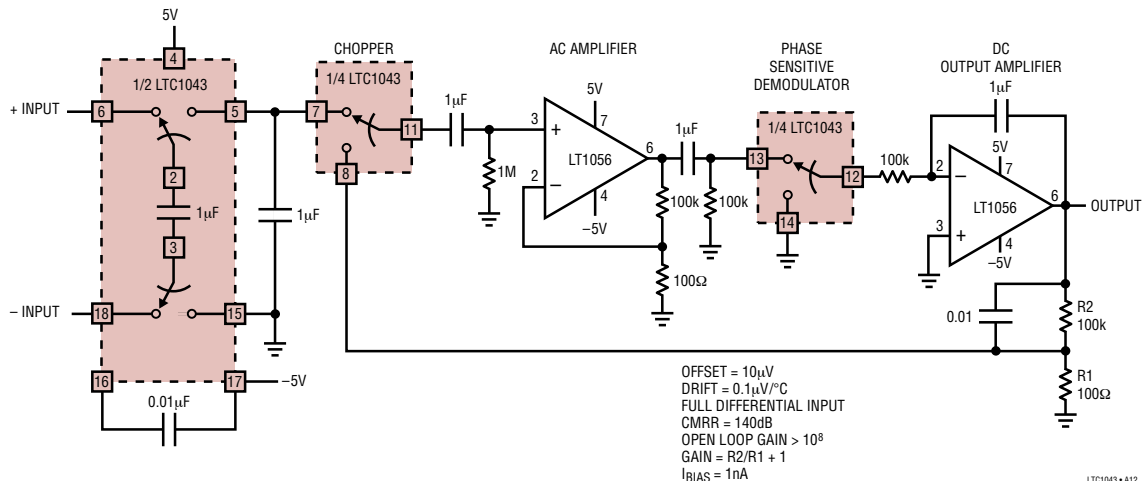 5V
4
1/2 LTC1043
+ INPUT
6
5
2
1µF
3
1µF
– INPUT
18
15
16
17
–5V
0.01µF
CHOPPER
1/4 LTC1043
7
11
8
1µF
1M
AC AMPLIFIER
5V
3
+
7
6
LT1056
2
–
4
–5V
1µF
100k
100k
100Ω
PHASE
SENSITIVE
DEMODULATOR
1/4 LTC1043
13
12
14
DC
OUTPUT AMPLIFIER
1µF
100k
5V
2
–
7
6
LT1056
OUTPUT
3
+
4
–5V
0.01
R2
100k
R1
100Ω
OFFSET = 10µV
DRIFT = 0.1µV/°C
FULL DIFFERENTIAL INPUT
CMRR = 140dB
OPEN LOOP GAIN > 10⁸
GAIN = R2/R1 + 1
IBIAS = 1nA
LTC1043 • A12